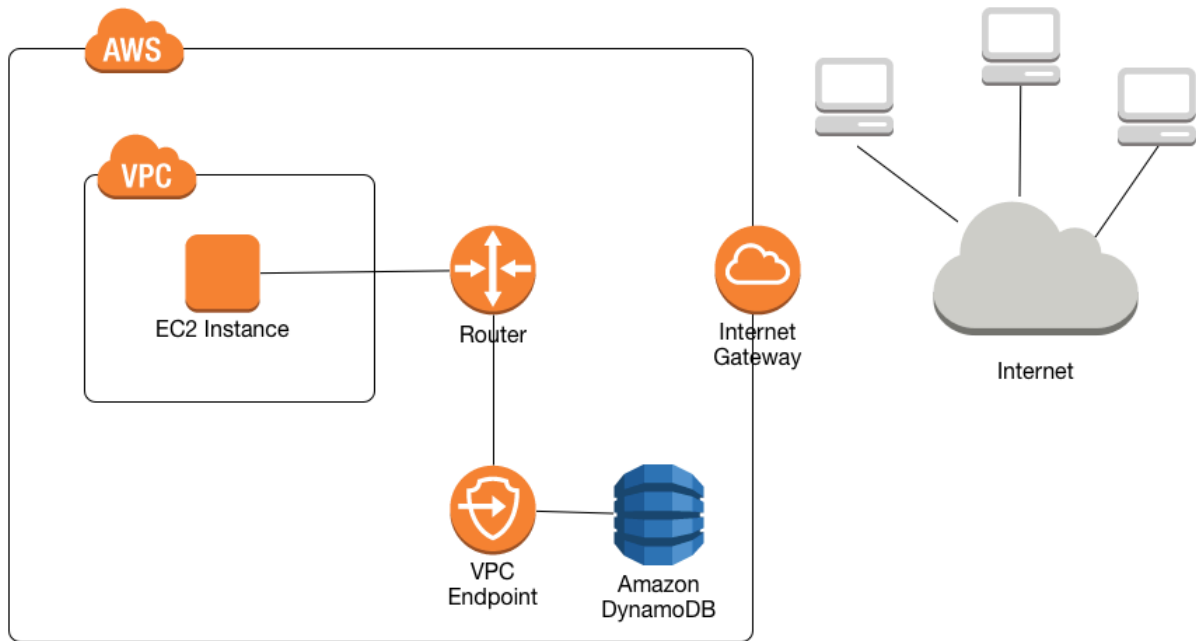 AWS
VPC
EC2 Instance
Router
Internet
Gateway
Internet
VPC
Endpoint
Amazon
DynamoDB